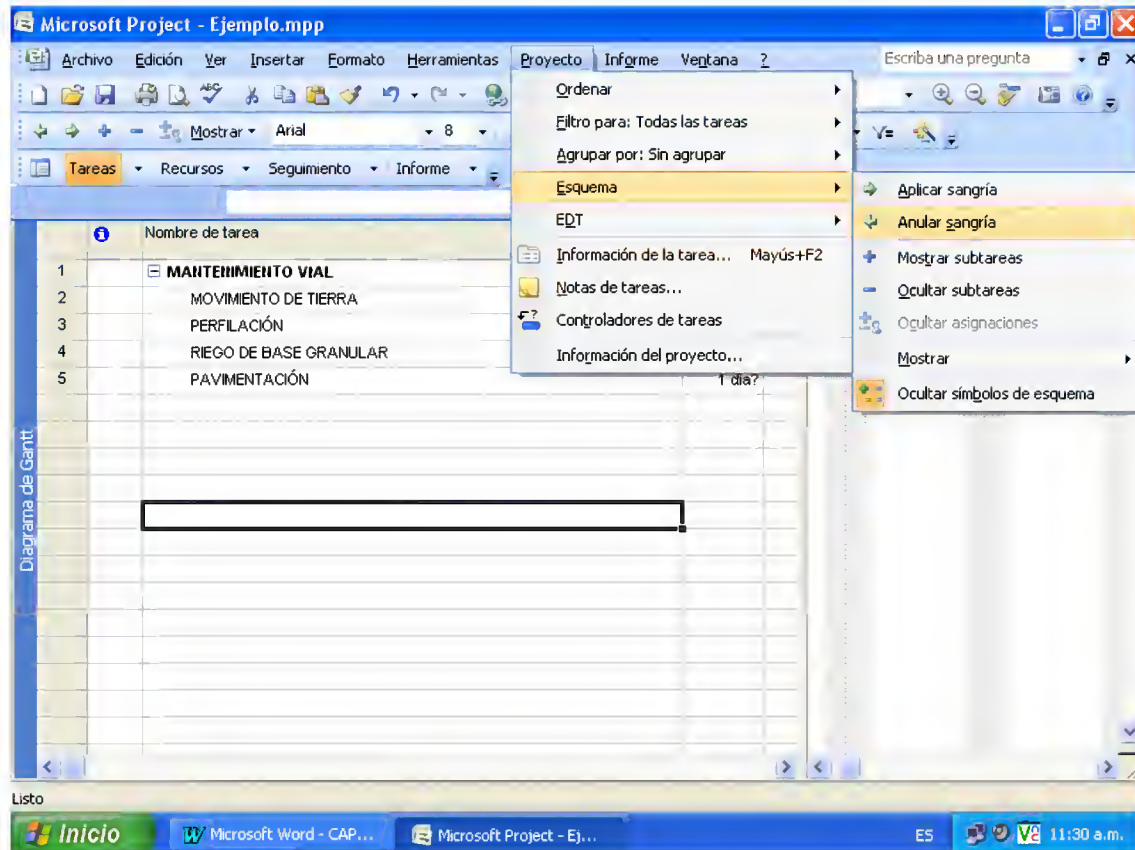 Microsoft Project - Ejemplo.mpp
Archivo Edición Ver Insertar Formato Herramientas Proyecto Informe Ventana ? Escriba una pregunta
ABC
Mostrar Arial 8
Tareas Recursos Seguimiento Informe
Ordenar
Filtro para: Todas las tareas
Agrupar por: Sin agrupar
Esquema
EDT
Información de la tarea... Mayús+F2
Notas de tareas...
Controladores de tareas
Información del proyecto...
Aplicar sangría
Anular sangría
Mostrar subtareas
Ocultar subtareas
Ocultar asignaciones
Mostrar
Ocultar símbolos de esquema
Nombre de tarea
1 MANTENIMIENTO VIAL
2 MOVIMIENTO DE TIERRA
3 PERFILACIÓN
4 RIEGO DE BASE GRANULAR
5 PAVIMENTACIÓN 1 día?
Diagrama de Gantt
Listo
Inicio Microsoft Word - CAP... Microsoft Project - Ej... ES 11:30 a.m.